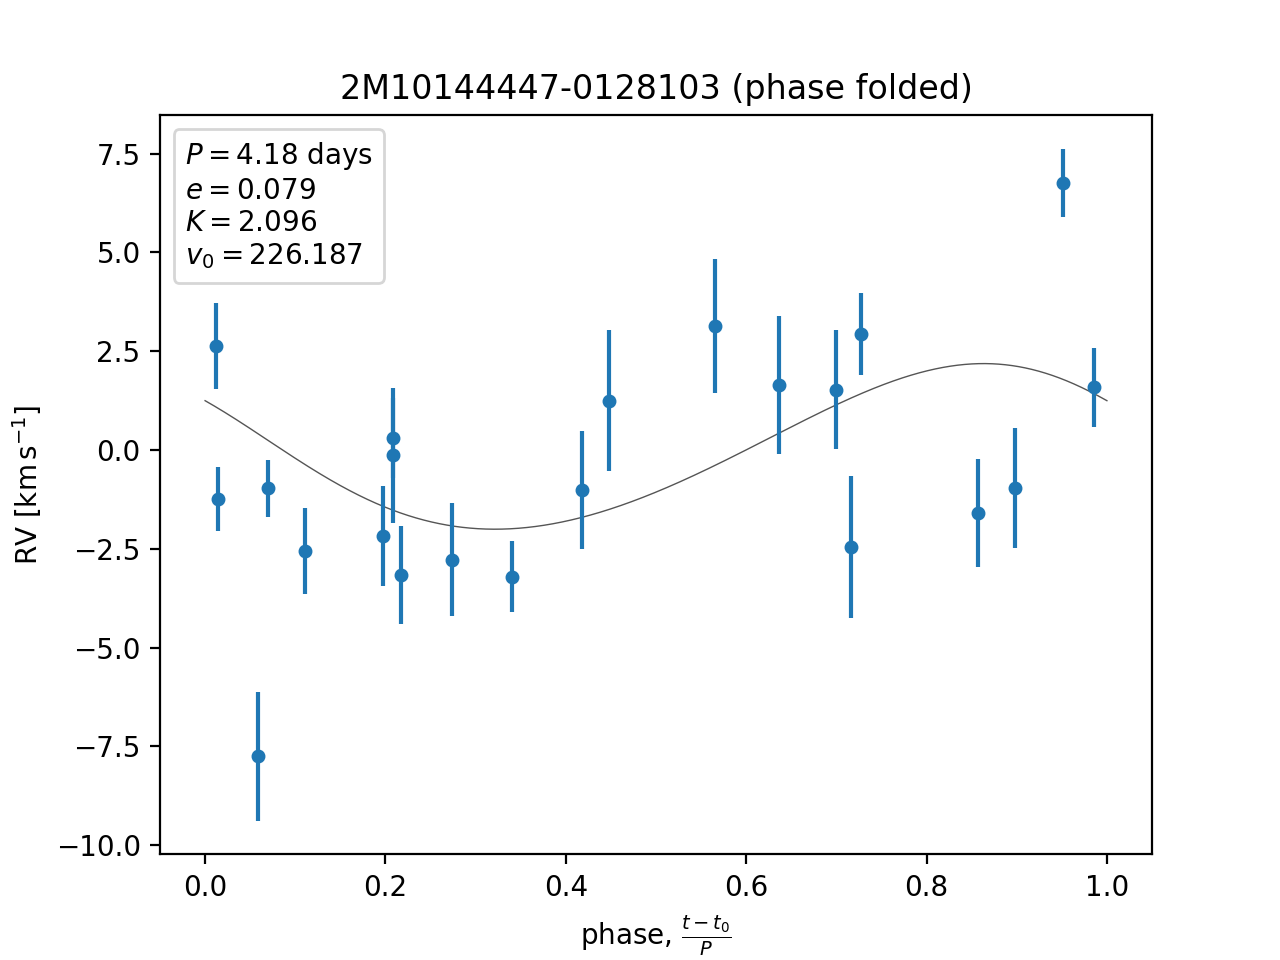 2M10144447-0128103 (phase folded)
P = 4.18 days
e = 0.079
K = 2.096
v₀ = 226.187
7.5
5.0
2.5
0.0
−2.5
−5.0
−7.5
−10.0
RV [km s⁻¹]
0.0 0.2 0.4 0.6 0.8 1.0
phase, (t − t₀)/P